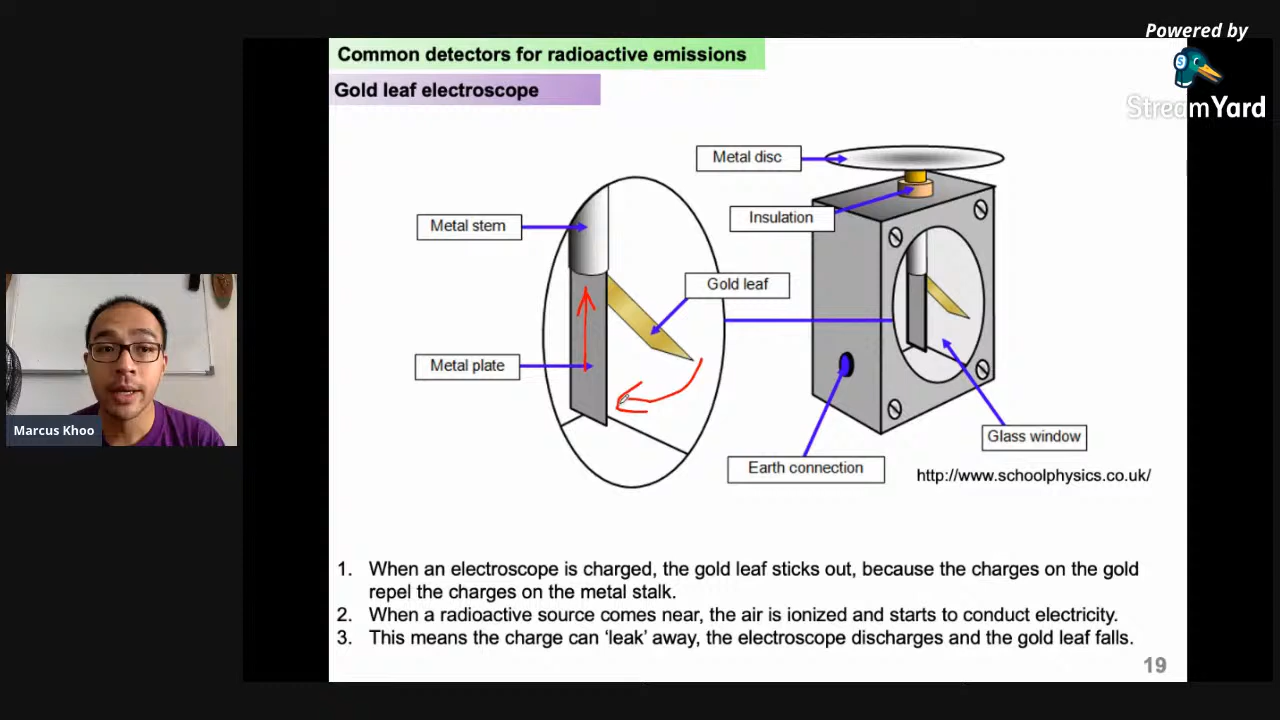 Powered by
StreamYard
Common detectors for radioactive emissions
Gold leaf electroscope
Metal disc
Metal stem
Insulation
Gold leaf
Metal plate
Glass window
Earth connection
http://www.schoolphysics.co.uk/
Marcus Khoo
1. When an electroscope is charged, the gold leaf sticks out, because the charges on the gold
repel the charges on the metal stalk.
2. When a radioactive source comes near, the air is ionized and starts to conduct electricity.
3. This means the charge can ‘leak’ away, the electroscope discharges and the gold leaf falls.
19